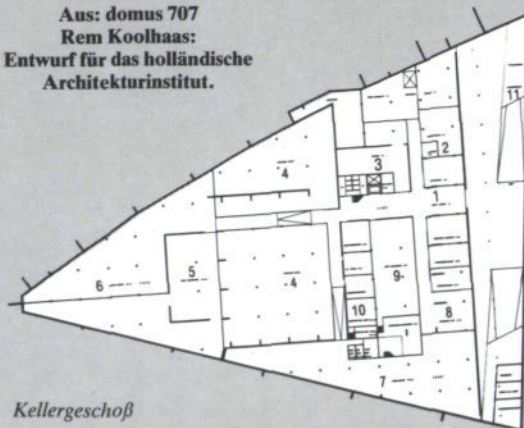 Aus: domus 707
Rem Koolhaas:
Entwurf für das holländische
Architekturinstitut.
11
2
3
4
1
6
5
4
9
10
8
7
Kellergeschoß